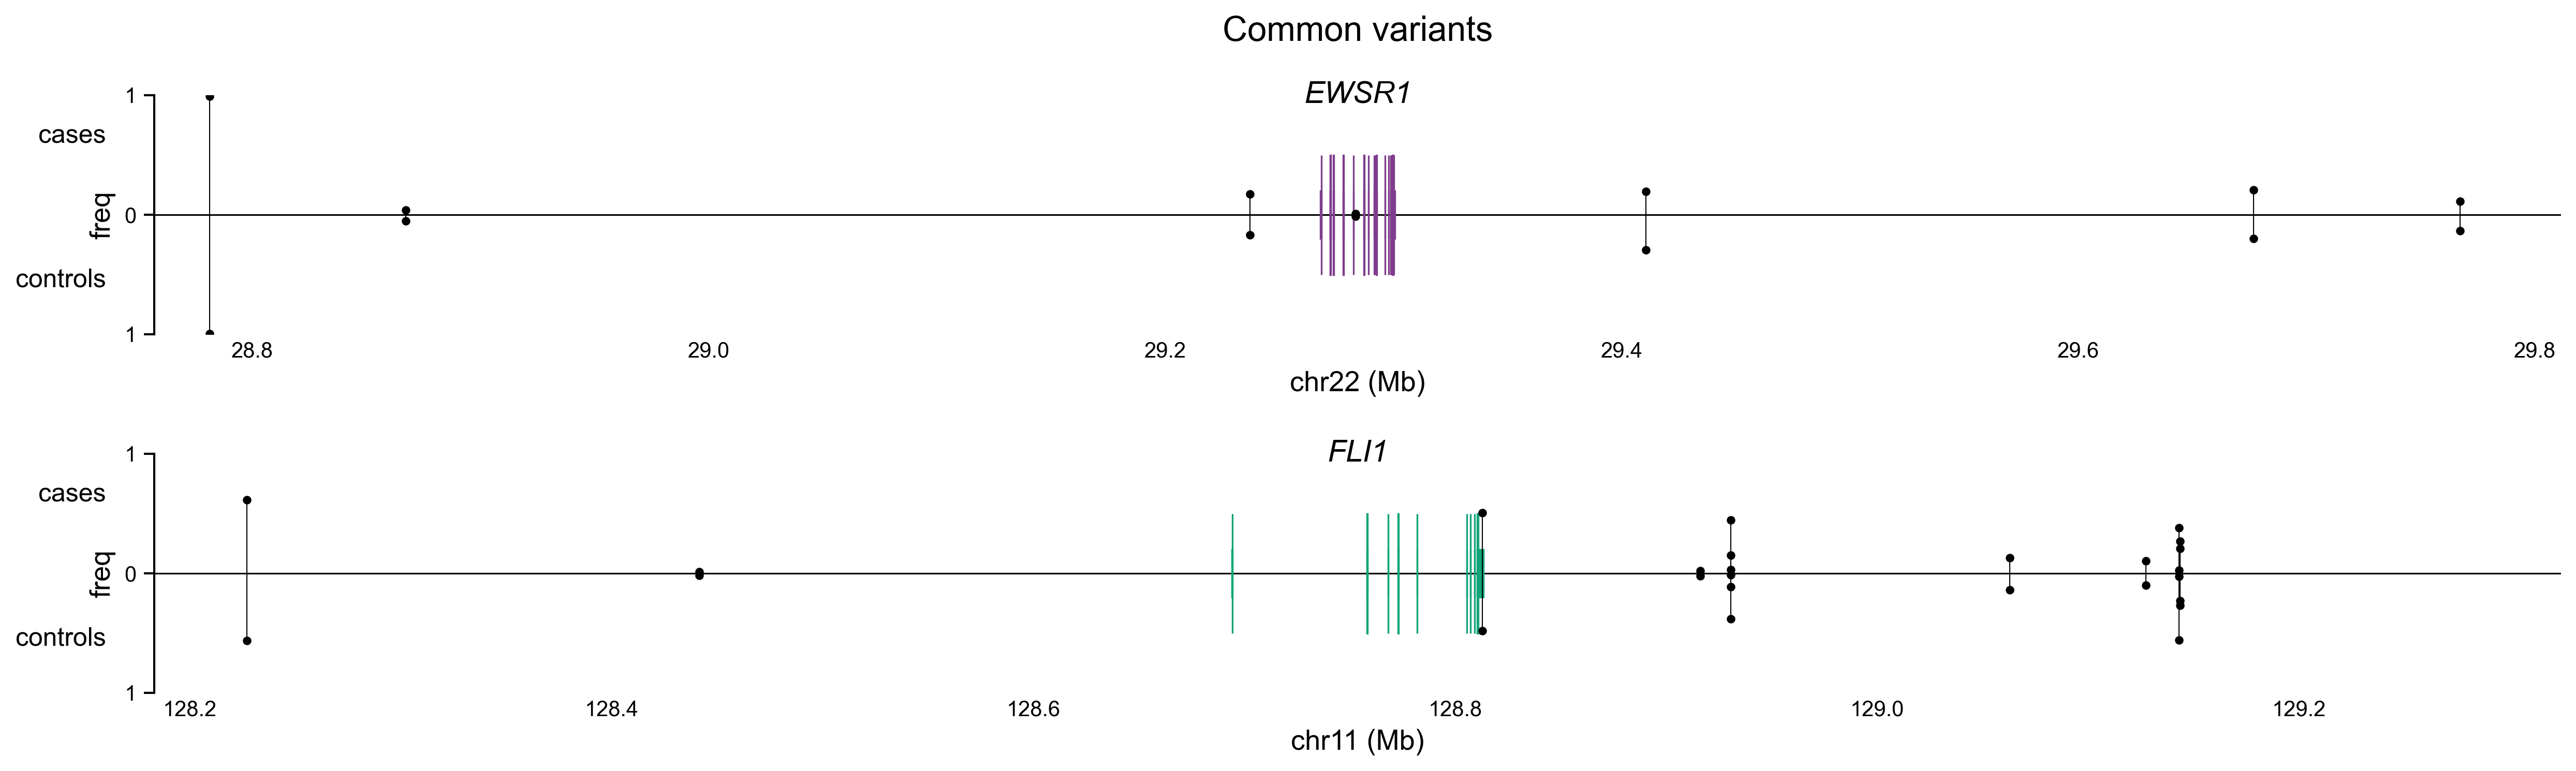 Common variants
EWSR1
1
cases
freq
0
controls
1
28.8 29.0 29.2 29.4 29.6 29.8
chr22 (Mb)
FLI1
1
cases
freq
0
controls
1
128.2 128.4 128.6 128.8 129.0 129.2
chr11 (Mb)